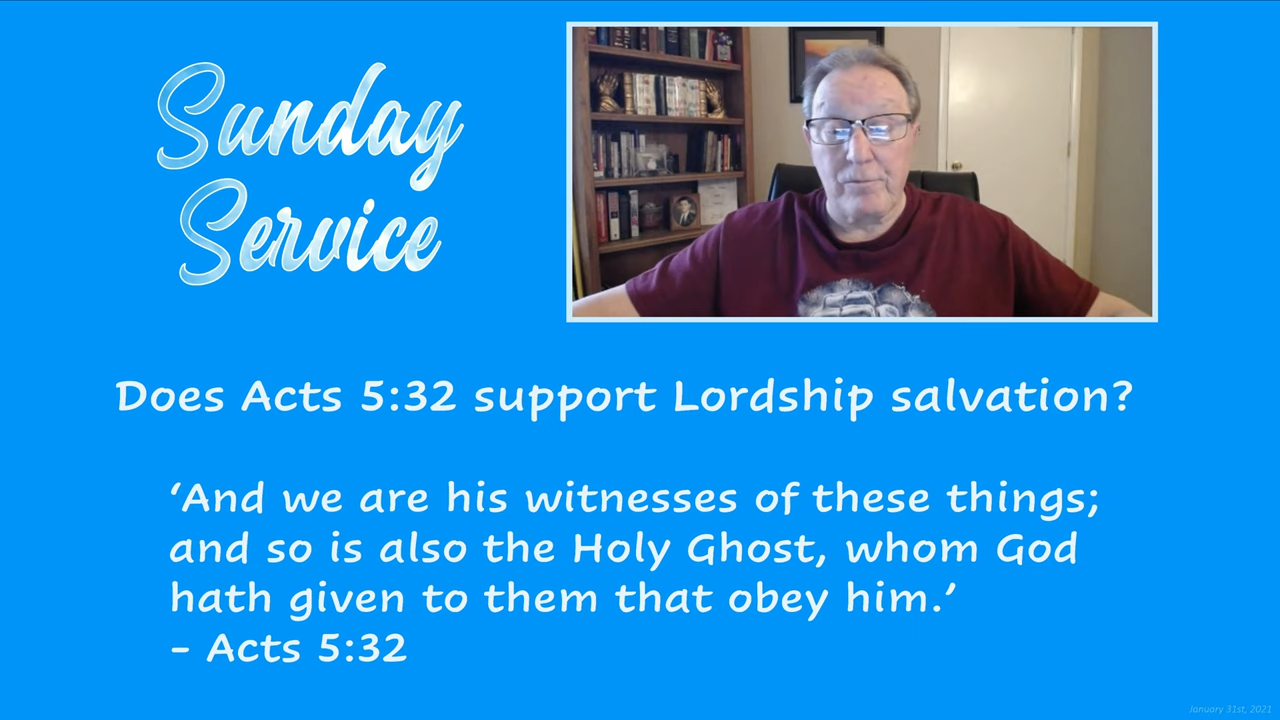 Sunday
Service
Does Acts 5:32 support Lordship salvation?
‘And we are his witnesses of these things;
and so is also the Holy Ghost, whom God
hath given to them that obey him.’
– Acts 5:32
January 31st, 2021